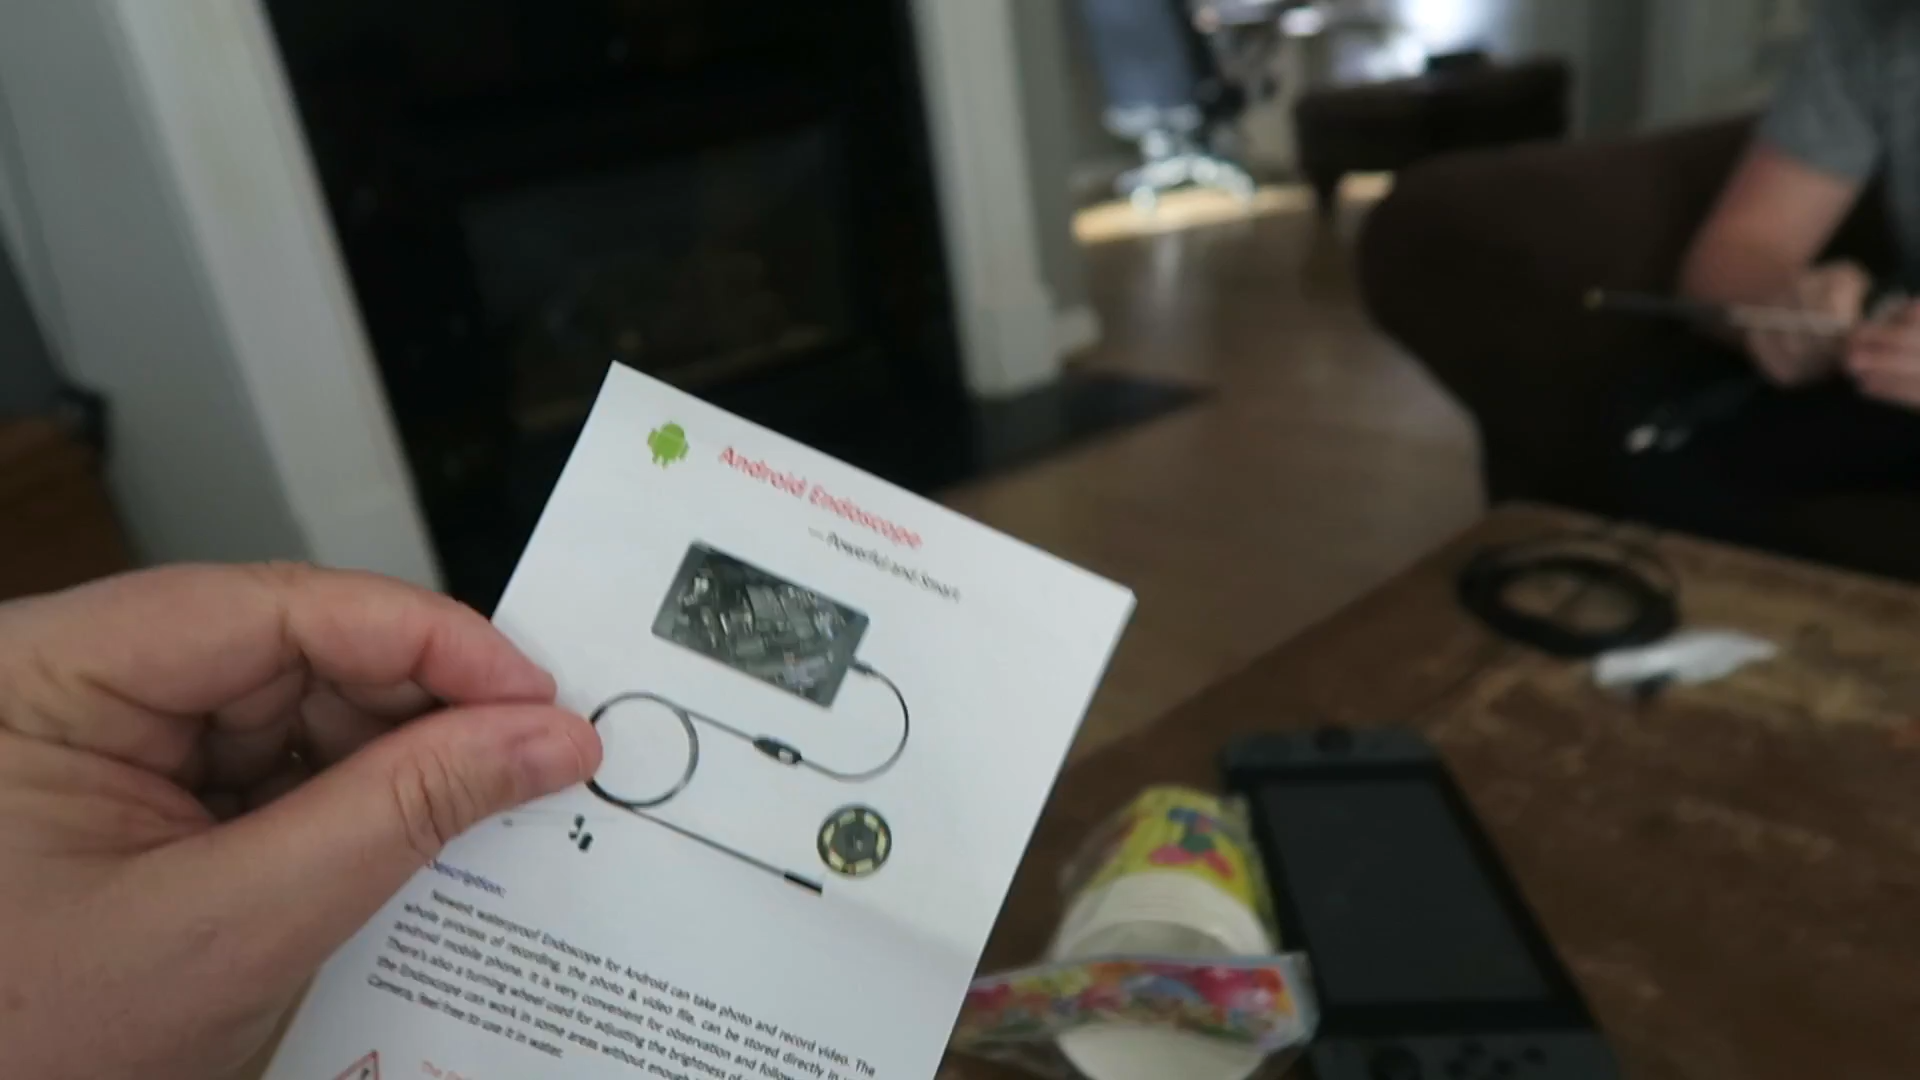 Android Endoscope
— Powerful and Smart
Description:
Newest waterproof Endoscope for Android can take photo and record video. The
whole process of recording, the photo & video file, can be stored directly in
android mobile phone. It is very convenient for observation and follow
There's also a turning wheel used for adjusting the brightness of
the Endoscope can work in some areas without enough
Camera, feel free to use it in water.
The